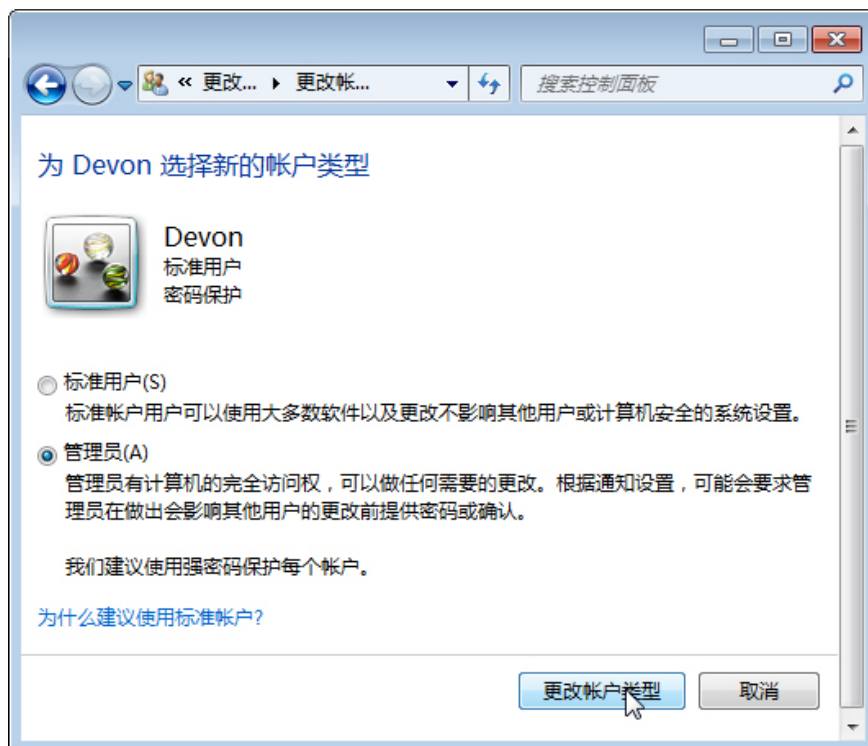 « 更改... ▸ 更改帐...
搜索控制面板
为 Devon 选择新的帐户类型
Devon
标准用户
密码保护
标准用户(S)
标准帐户用户可以使用大多数软件以及更改不影响其他用户或计算机安全的系统设置。
管理员(A)
管理员有计算机的完全访问权，可以做任何需要的更改。根据通知设置，可能会要求管
理员在做出会影响其他用户的更改前提供密码或确认。
我们建议使用强密码保护每个帐户。
为什么建议使用标准帐户?
更改帐户类型
取消